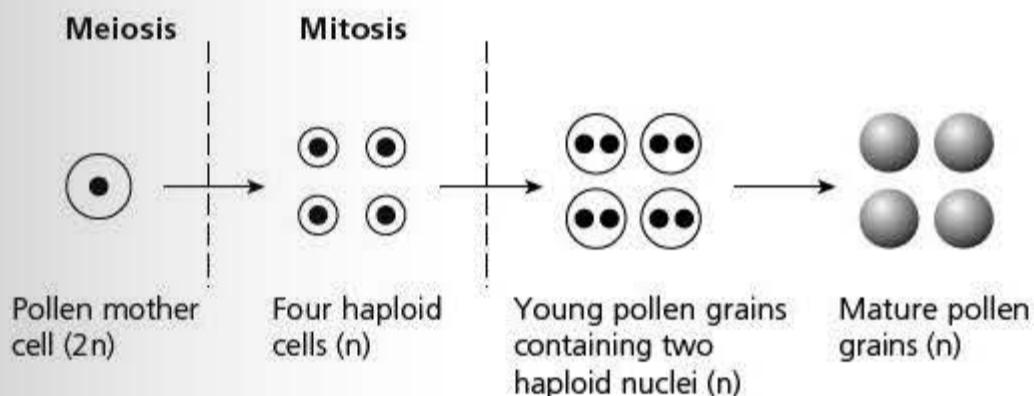 Meiosis
Mitosis
Pollen mother
cell (2n)
Four haploid
cells (n)
Young pollen grains
containing two
haploid nuclei (n)
Mature pollen
grains (n)